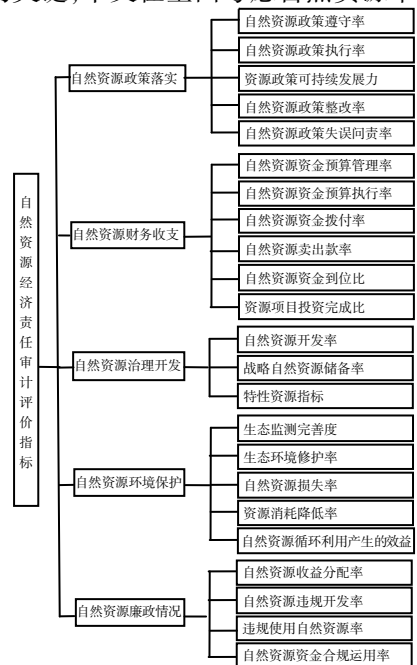 自然资源经济责任审计评价指标
自然资源政策落实
自然资源政策遵守率
自然资源政策执行率
资源政策可持续发展力
自然资源政策整改率
自然资源政策失误问责率
自然资源财务收支
自然资源资金预算管理率
自然资源资金预算执行率
自然资源资金拨付率
自然资源卖出款率
自然资源资金到位比
资源项目投资完成比
自然资源治理开发
自然资源开发率
战略自然资源储备率
特性资源指标
自然资源环境保护
生态监测完善度
生态环境修护率
自然资源损失率
资源消耗降低率
自然资源循环利用产生的效益
自然资源廉政情况
自然资源收益分配率
自然资源违规开发率
违规使用自然资源率
自然资源资金合规运用率